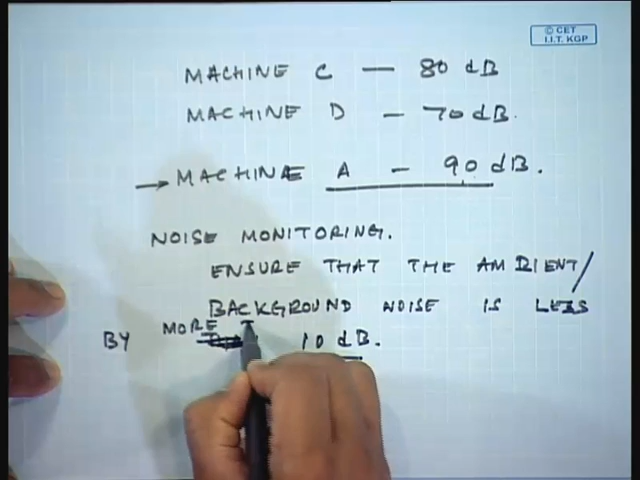 © CET
I.I.T. KGP
MACHINE C — 80 dB
MACHINE D - 70 dB.
→ MACHINE A - 90 dB.
NOISE MONITORING.
ENSURE THAT THE AMBIENT/
BACKGROUND NOISE IS LESS
BY MORE T 10 dB.